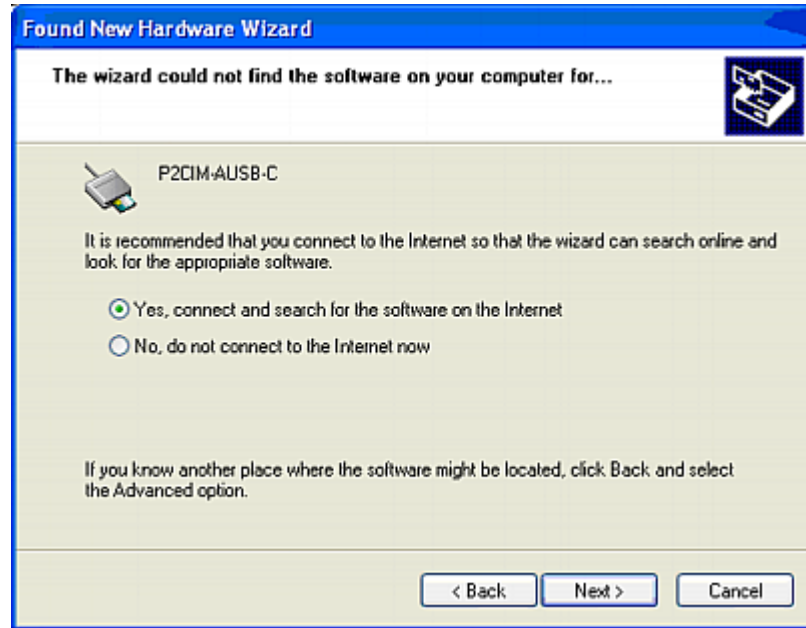 Found New Hardware Wizard
The wizard could not find the software on your computer for...
P2CIM-AUSB-C
It is recommended that you connect to the Internet so that the wizard can search online and
look for the appropriate software.
Yes, connect and search for the software on the Internet
No, do not connect to the Internet now
If you know another place where the software might be located, click Back and select
the Advanced option.
< Back
Next >
Cancel